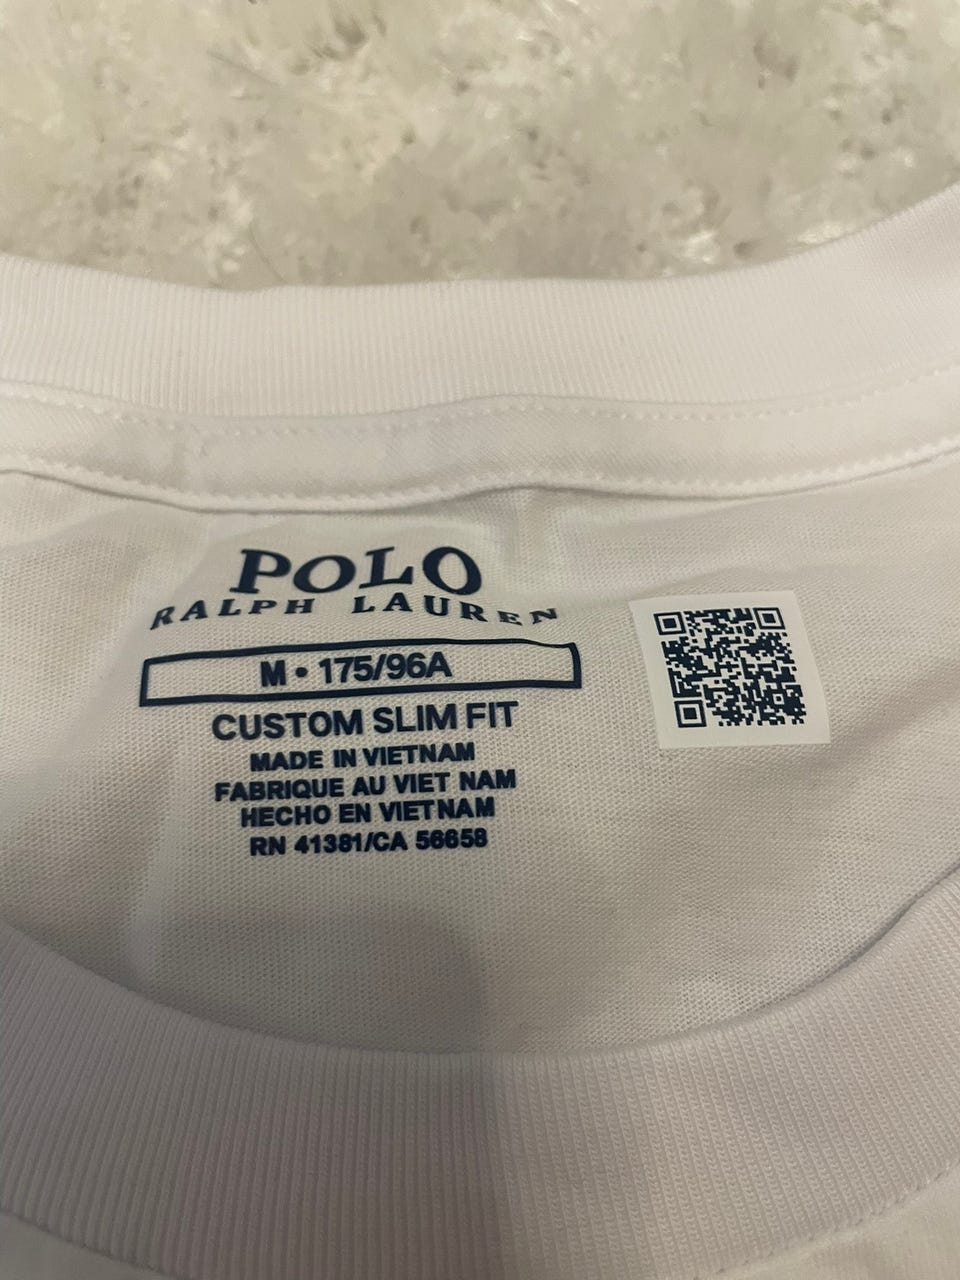 POLO
RALPH LAUREN
M • 175/96A
CUSTOM SLIM FIT
MADE IN VIETNAM
FABRIQUE AU VIET NAM
HECHO EN VIETNAM
RN 41381/CA 56658